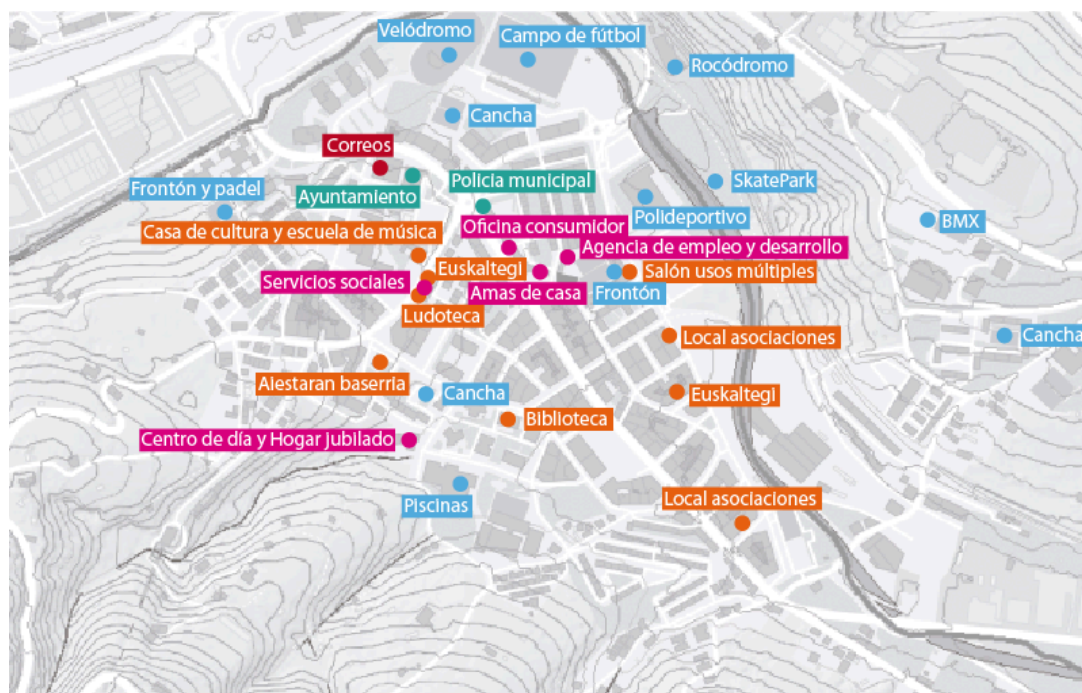 Velódromo
Campo de fútbol
Rocódromo
Cancha
Correos
Ayuntamiento
Policia municipal
Frontón y padel
SkatePark
Polideportivo
BMX
Oficina consumidor
Casa de cultura y escuela de música
Agencia de empleo y desarrollo
Euskaltegi
Salón usos múltiples
Servicios sociales
Amas de casa
Frontón
Ludoteca
Local asociaciones
Cancha
Alestaran baserria
Cancha
Euskaltegi
Biblioteca
Centro de día y Hogar Jubilado
Piscinas
Local asociaciones